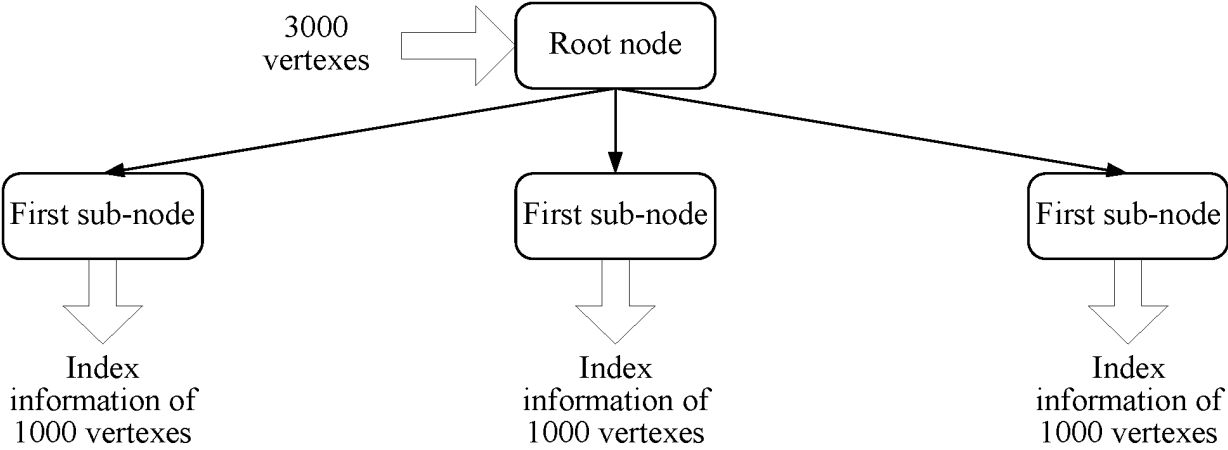 3000
vertexes
Root node
First sub-node
First sub-node
First sub-node
Index
information of
1000 vertexes
Index
information of
1000 vertexes
Index
information of
1000 vertexes